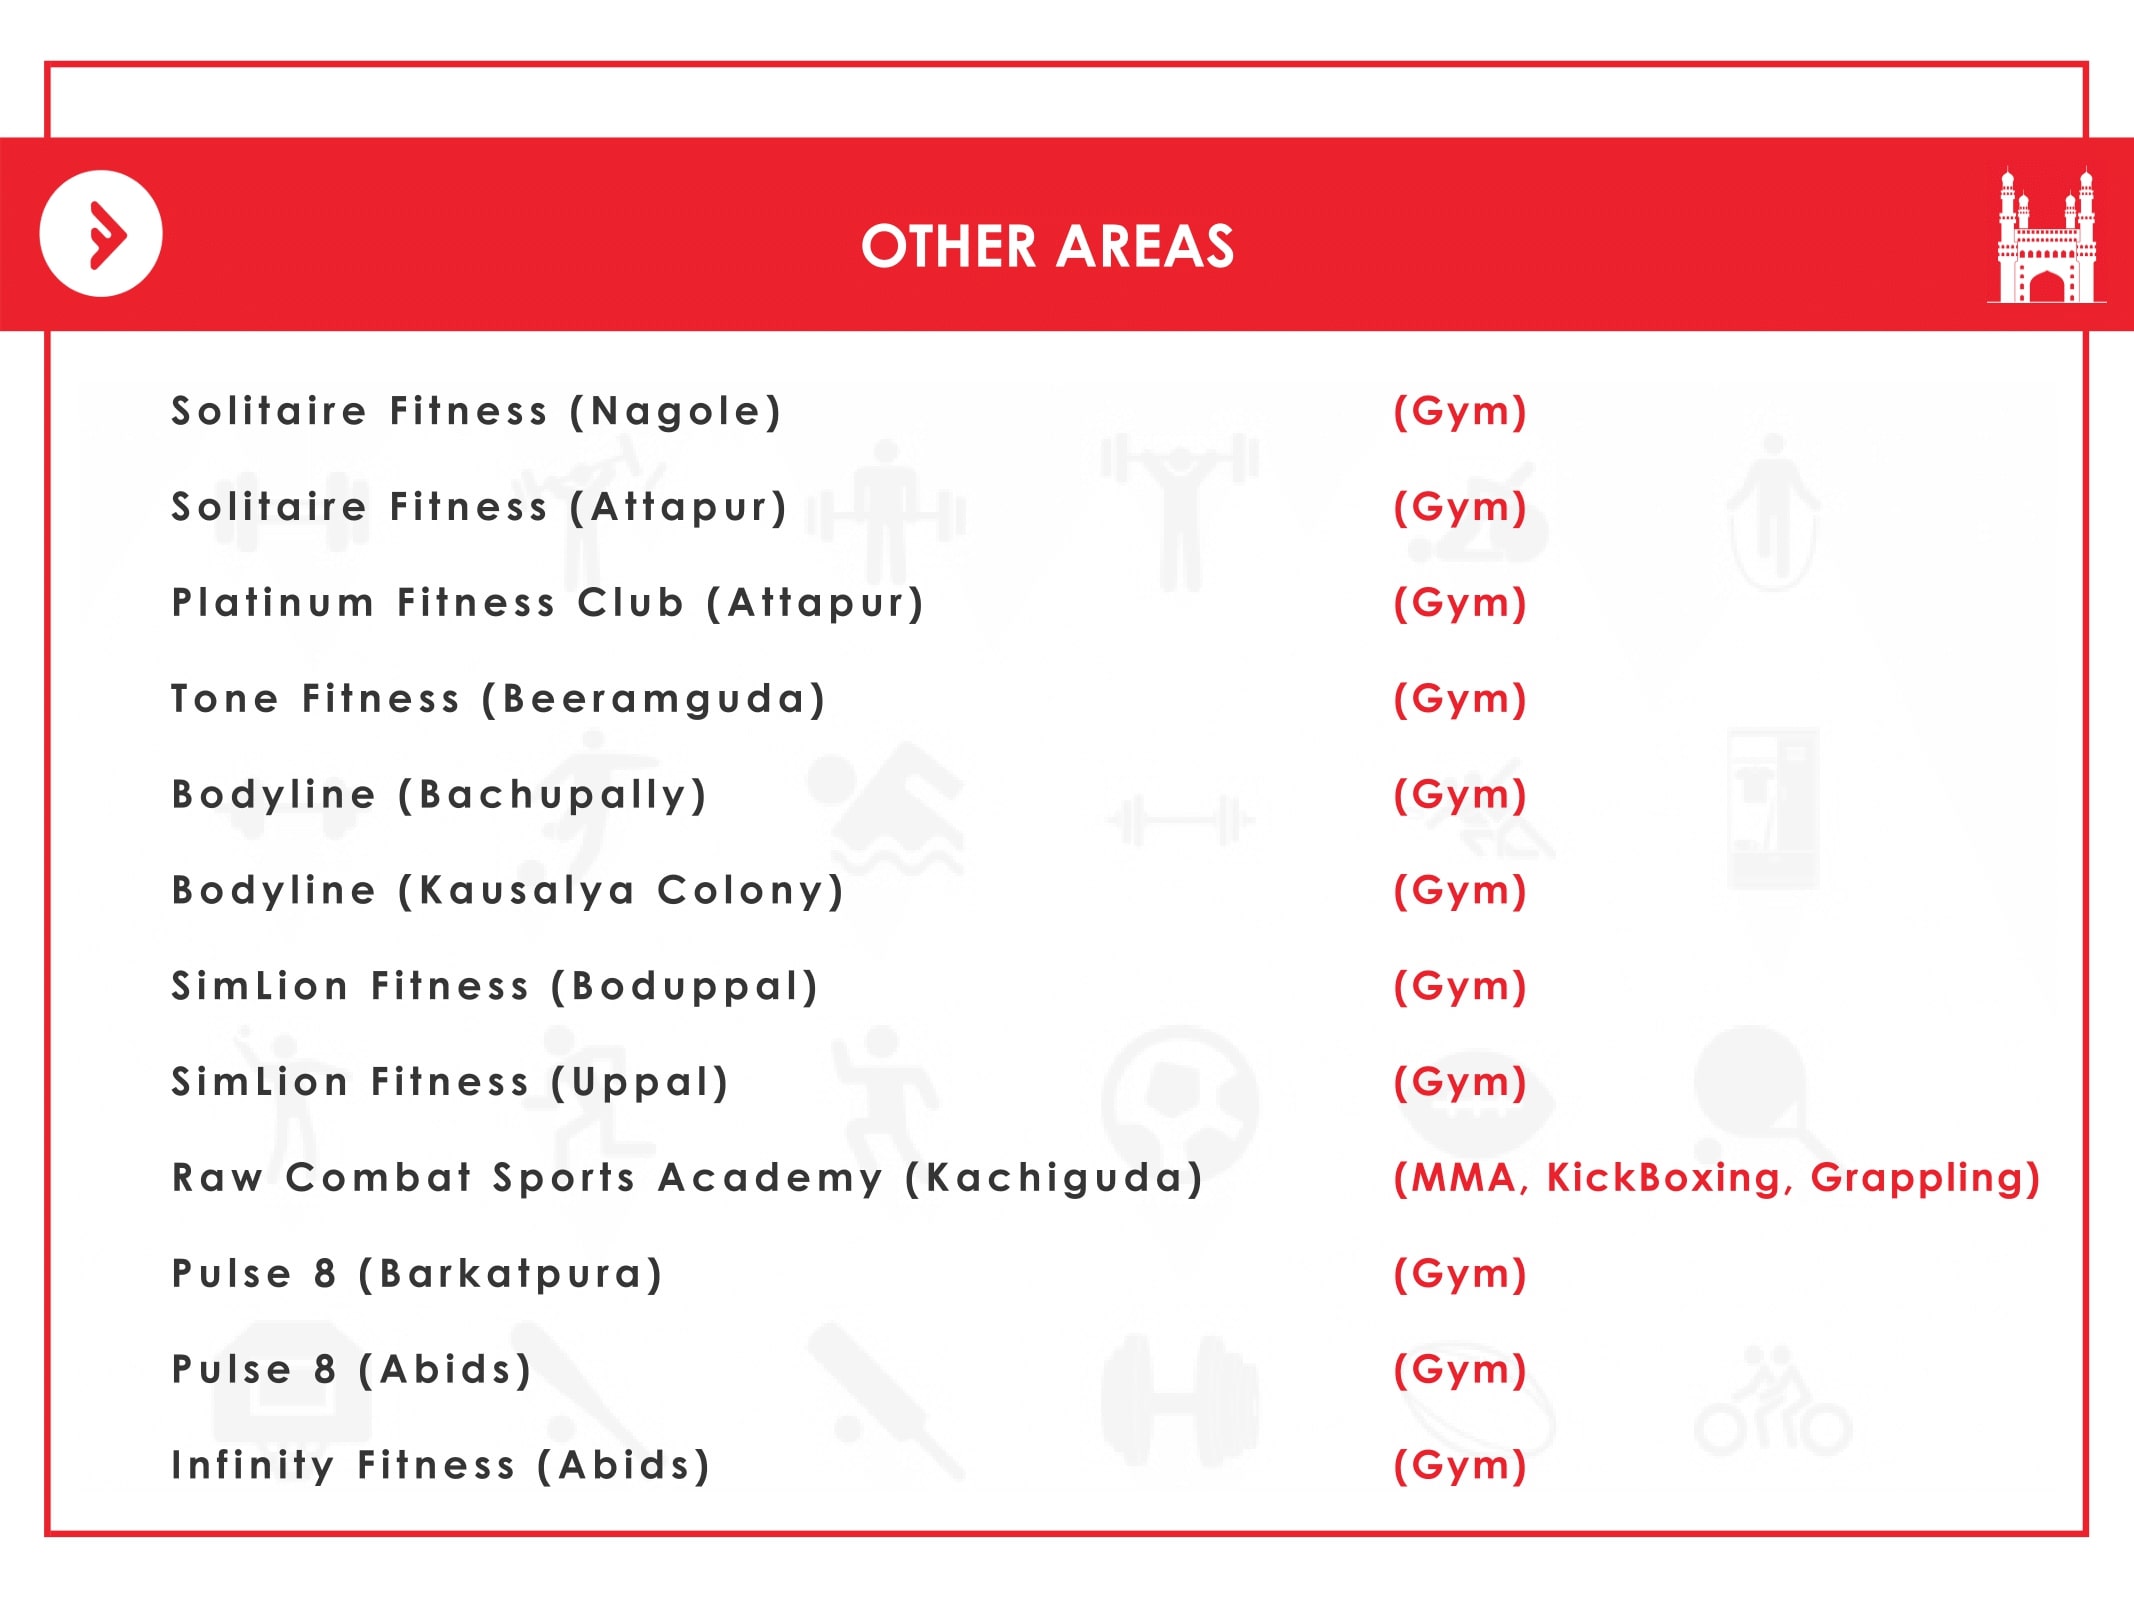 OTHER AREAS
Solitaire Fitness (Nagole) (Gym)
Solitaire Fitness (Attapur) (Gym)
Platinum Fitness Club (Attapur) (Gym)
Tone Fitness (Beeramguda) (Gym)
Bodyline (Bachupally) (Gym)
Bodyline (Kausalya Colony) (Gym)
SimLion Fitness (Boduppal) (Gym)
SimLion Fitness (Uppal) (Gym)
Raw Combat Sports Academy (Kachiguda) (MMA, KickBoxing, Grappling)
Pulse 8 (Barkatpura) (Gym)
Pulse 8 (Abids) (Gym)
Infinity Fitness (Abids) (Gym)